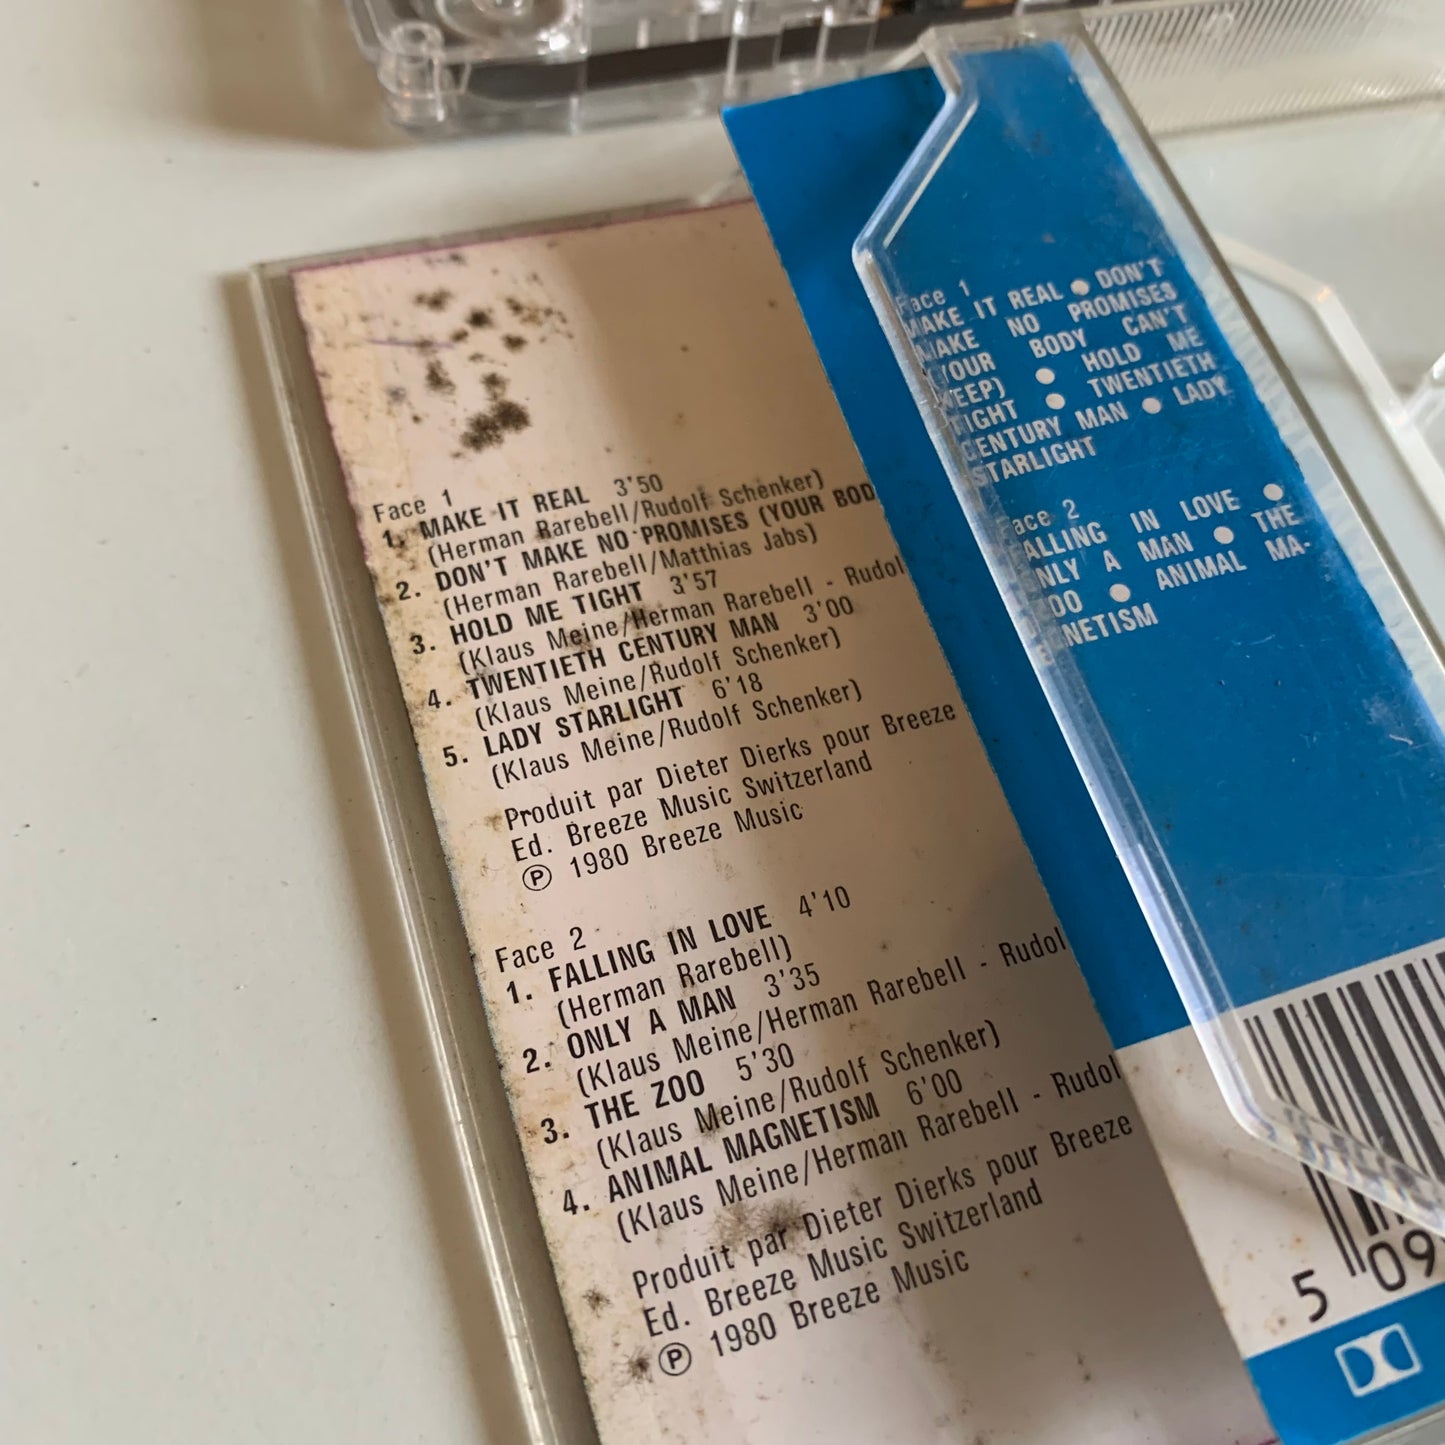 Face 1
1. MAKE IT REAL 3'50
(Herman Rarebell/Rudolf Schenker)
2. DON'T MAKE NO PROMISES (YOUR BOD
(Herman Rarebell/Matthias Jabs)
3. HOLD ME TIGHT 3'57
(Klaus Meine/Herman Rarebell - Rudol
4. TWENTIETH CENTURY MAN 3'00
(Klaus Meine/Rudolf Schenker)
5. LADY STARLIGHT 6'18
(Klaus Meine/Rudolf Schenker)
Produit par Dieter Dierks pour Breeze
Ed. Breeze Music Switzerland
℗ 1980 Breeze Music
Face 2
1. FALLING IN LOVE 4'10
(Herman Rarebell)
2. ONLY A MAN 3'35
(Klaus Meine/Herman Rarebell - Rudol
3. THE ZOO 5'30
(Klaus Meine/Rudolf Schenker)
4. ANIMAL MAGNETISM 6'00
(Klaus Meine/Herman Rarebell - Rudol
Produit par Dieter Dierks pour Breeze
Ed. Breeze Music Switzerland
℗ 1980 Breeze Music
Face 1
MAKE IT REAL ● DON'T
MAKE NO PROMISES
(YOUR BODY CAN'T
KEEP) ● HOLD ME
TIGHT ● TWENTIETH
CENTURY MAN ● LADY
STARLIGHT
Face 2
FALLING IN LOVE ●
ONLY A MAN ● THE
ZOO ● ANIMAL MA-
GNETISM
5 09